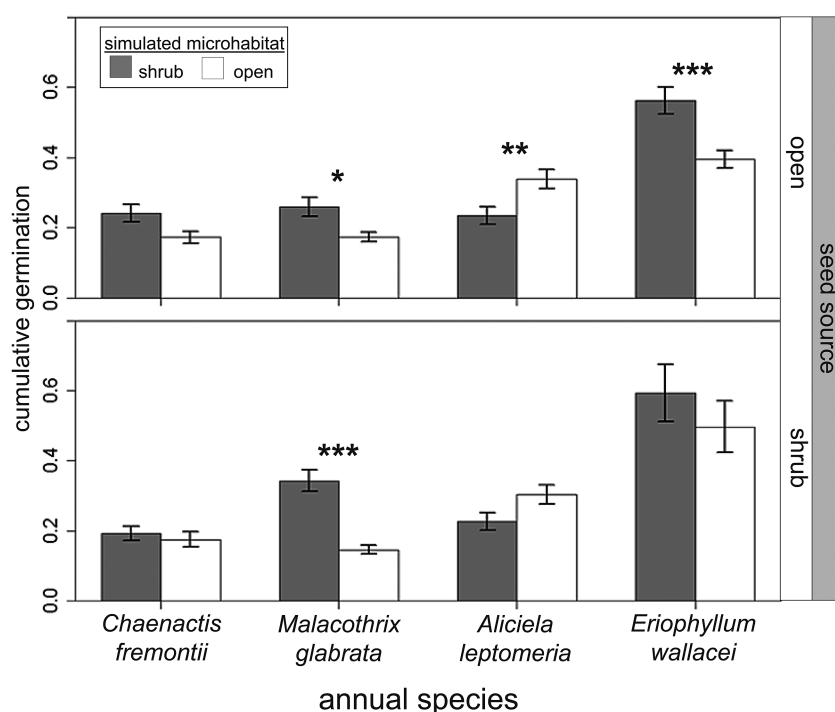 simulated microhabitat
shrub open
***
**
*
0.6
0.4
0.2
0.0
open
***
0.6
0.4
0.2
0.0
shrub
cumulative germination
seed source
Chaenactis Malacothrix Aliciela Eriophyllum
fremontii glabrata leptomeria wallacei
annual species